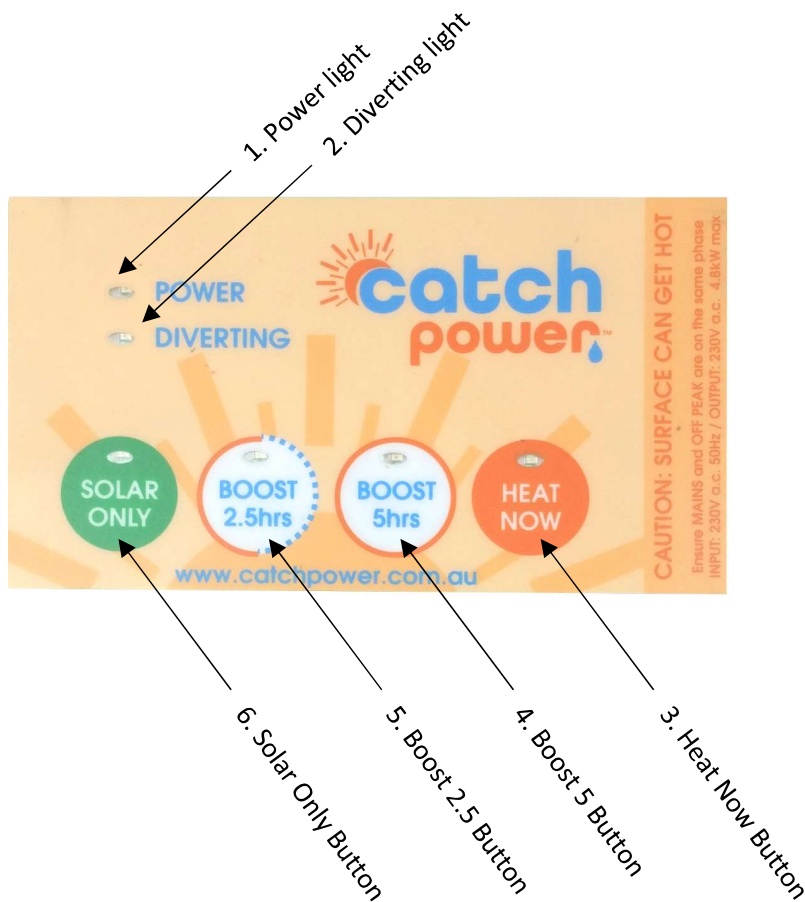 1. Power light
2. Diverting light
POWER
DIVERTING
catch
power™
SOLAR
ONLY
BOOST
2.5hrs
BOOST
5hrs
HEAT
NOW
www.catchpower.com.au
CAUTION: SURFACE CAN GET HOT
Ensure MAINS and OFF PEAK are on the same phase
INPUT: 230V a.c. 50Hz / OUTPUT: 230V a.c. 4.8kW max
6. Solar Only Button
5. Boost 2.5 Button
4. Boost 5 Button
3. Heat Now Button